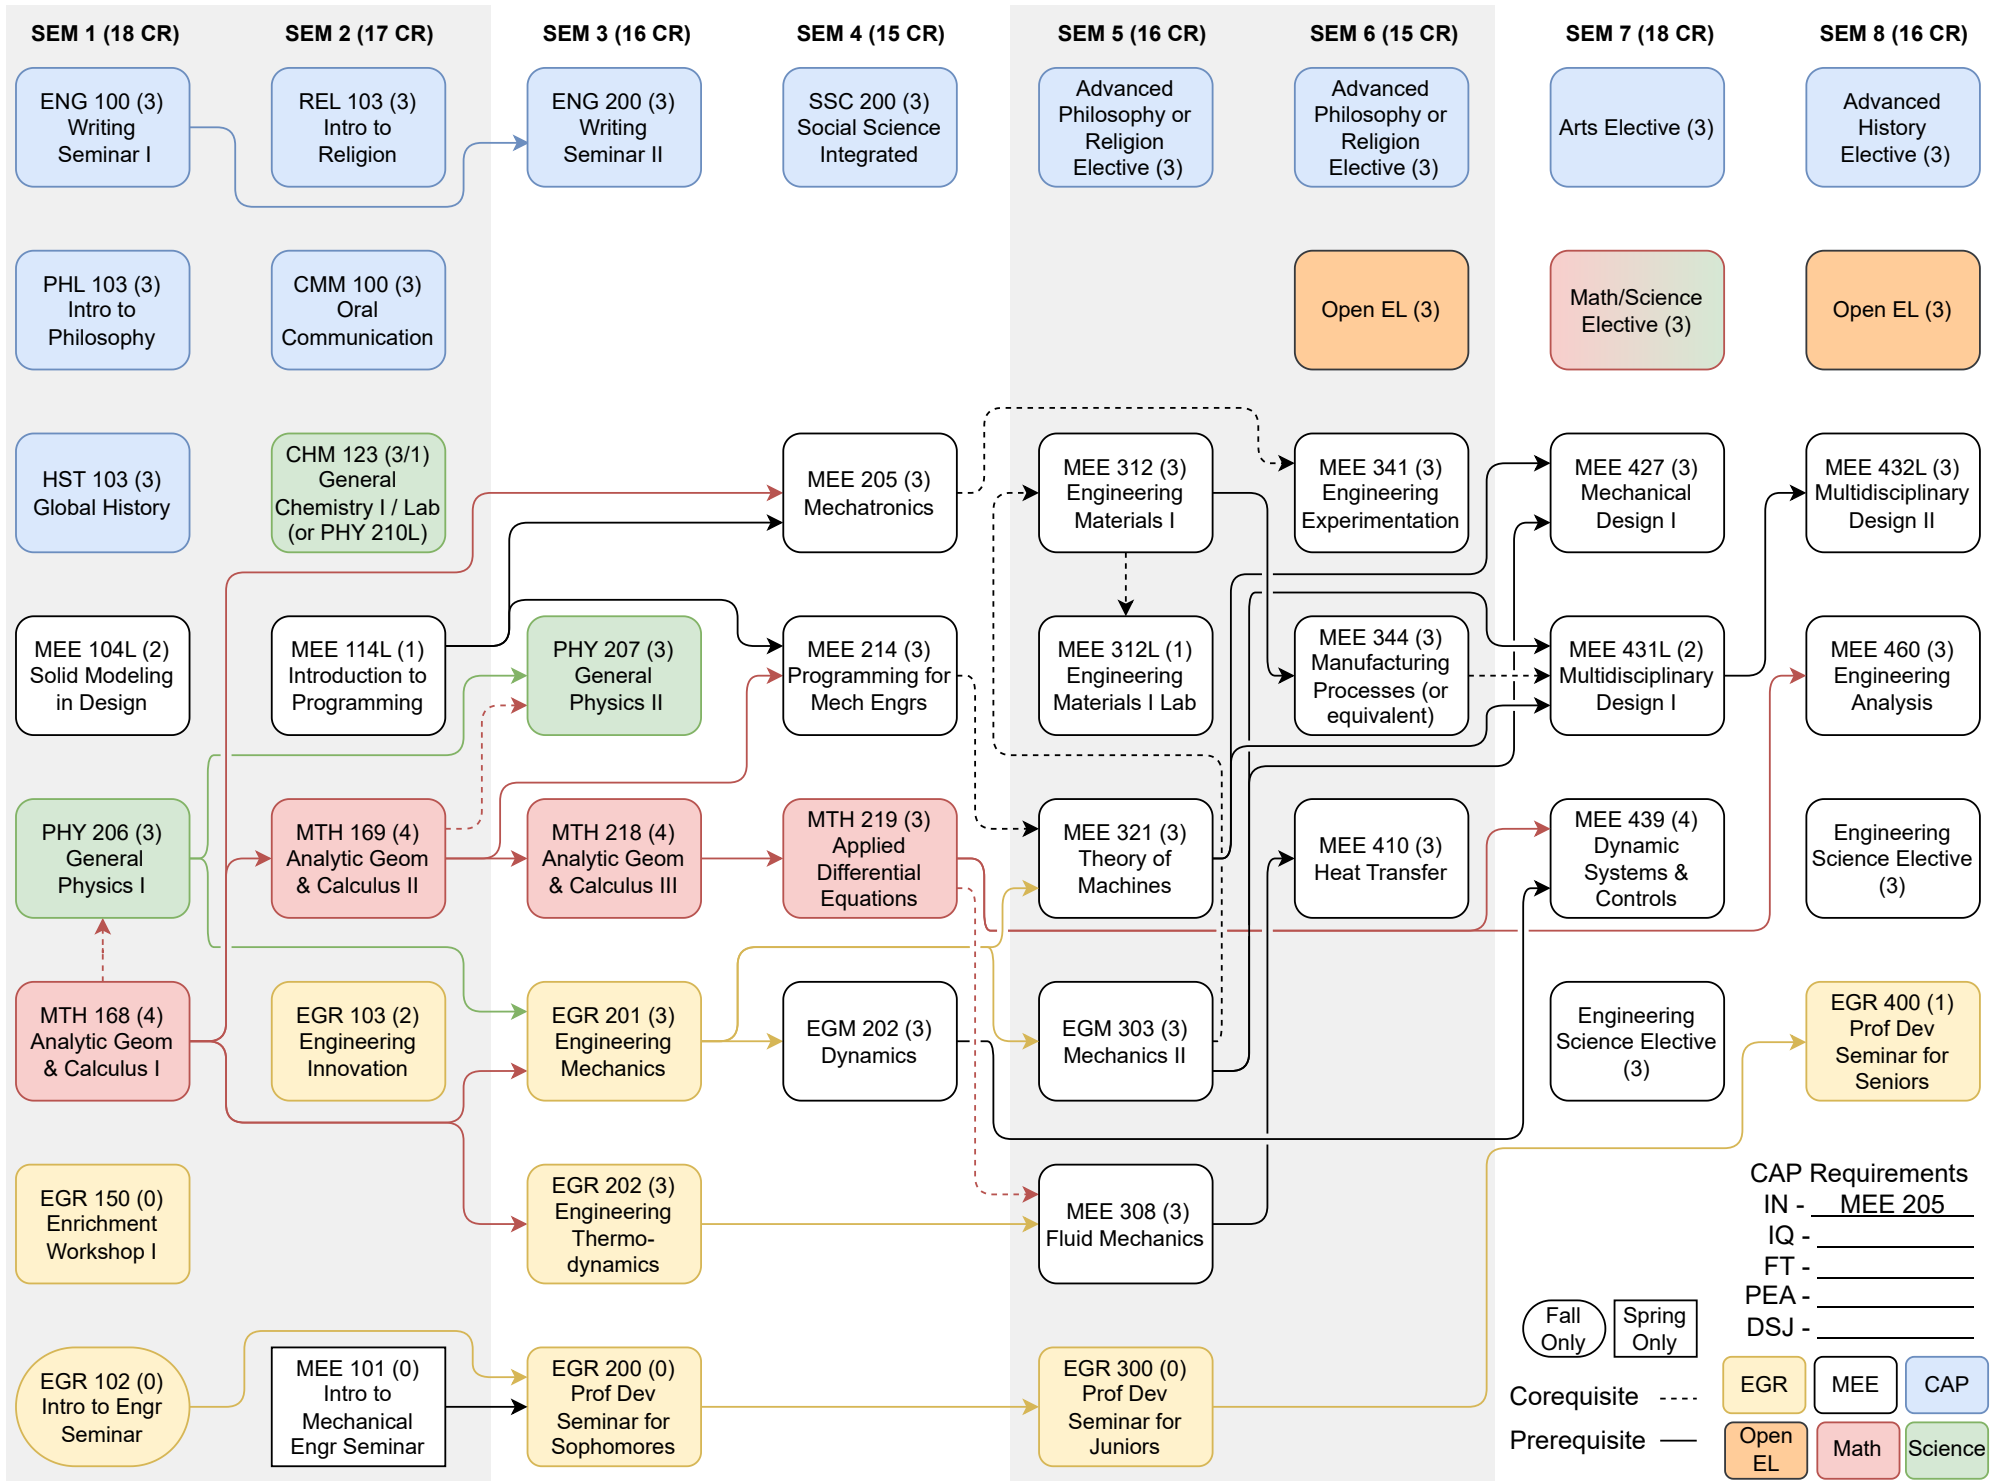 SEM 1 (18 CR)
ENG 100 (3)
Writing
Seminar I
PHL 103 (3)
Intro to
Philosophy
HST 103 (3)
Global History
MEE 104L (2)
Solid Modeling
in Design
PHY 206 (3)
General
Physics I
MTH 168 (4)
Analytic Geom
& Calculus I
EGR 150 (0)
Enrichment
Workshop I
EGR 102 (0)
Intro to Engr
Seminar
SEM 2 (17 CR)
REL 103 (3)
Intro to
Religion
CMM 100 (3)
Oral
Communication
CHM 123 (3/1)
General
Chemistry I / Lab
(or PHY 210L)
MEE 114L (1)
Introduction to
Programming
MTH 169 (4)
Analytic Geom
& Calculus II
EGR 103 (2)
Engineering
Innovation
MEE 101 (0)
Intro to
Mechanical
Engr Seminar
SEM 3 (16 CR)
ENG 200 (3)
Writing
Seminar II
PHY 207 (3)
General
Physics II
MTH 218 (4)
Analytic Geom
& Calculus III
EGR 201 (3)
Engineering
Mechanics
EGR 202 (3)
Engineering
Thermo-
dynamics
EGR 200 (0)
Prof Dev
Seminar for
Sophomores
SEM 4 (15 CR)
SSC 200 (3)
Social Science
Integrated
MEE 205 (3)
Mechatronics
MEE 214 (3)
Programming for
Mech Engrs
MTH 219 (3)
Applied
Differential
Equations
EGM 202 (3)
Dynamics
SEM 5 (16 CR)
Advanced
Philosophy or
Religion
Elective (3)
MEE 312 (3)
Engineering
Materials I
MEE 312L (1)
Engineering
Materials I Lab
MEE 321 (3)
Theory of
Machines
EGM 303 (3)
Mechanics II
MEE 308 (3)
Fluid Mechanics
EGR 300 (0)
Prof Dev
Seminar for
Juniors
SEM 6 (15 CR)
Advanced
Philosophy or
Religion
Elective (3)
Open EL (3)
MEE 341 (3)
Engineering
Experimentation
MEE 344 (3)
Manufacturing
Processes (or
equivalent)
MEE 410 (3)
Heat Transfer
SEM 7 (18 CR)
Arts Elective (3)
Math/Science
Elective (3)
MEE 427 (3)
Mechanical
Design I
MEE 431L (2)
Multidisciplinary
Design I
MEE 439 (4)
Dynamic
Systems &
Controls
Engineering
Science Elective
(3)
SEM 8 (16 CR)
Advanced
History
Elective (3)
Open EL (3)
MEE 432L (3)
Multidisciplinary
Design II
MEE 460 (3)
Engineering
Analysis
Engineering
Science Elective
(3)
EGR 400 (1)
Prof Dev
Seminar for
Seniors
CAP Requirements
IN - MEE 205
IQ -
FT -
PEA -
DSJ -
Fall
Only
Spring
Only
Corequisite
Prerequisite
EGR
MEE
CAP
Open
EL
Math
Science